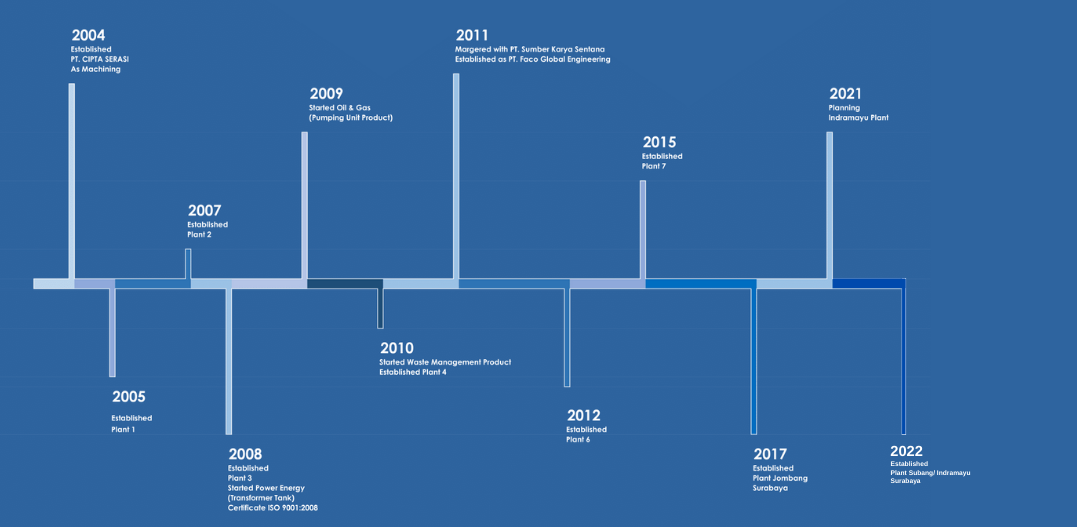 2004
Established
PT. CIPTA SERASI
As Machining
2005
Established
Plant 1
2007
Established
Plant 2
2008
Established
Plant 3
Started Power Energy
(Transformer Tank)
Certificate ISO 9001:2008
2009
Started Oil & Gas
(Pumping Unit Product)
2010
Started Waste Management Product
Established Plant 4
2011
Margered with PT. Sumber Karya Sentana
Established as PT. Faco Global Engineering
2012
Established
Plant 6
2015
Established
Plant 7
2017
Established
Plant Jombang
Surabaya
2021
Planning
Indramayu Plant
2022
Established
Plant Subang/ Indramayu
Surabaya